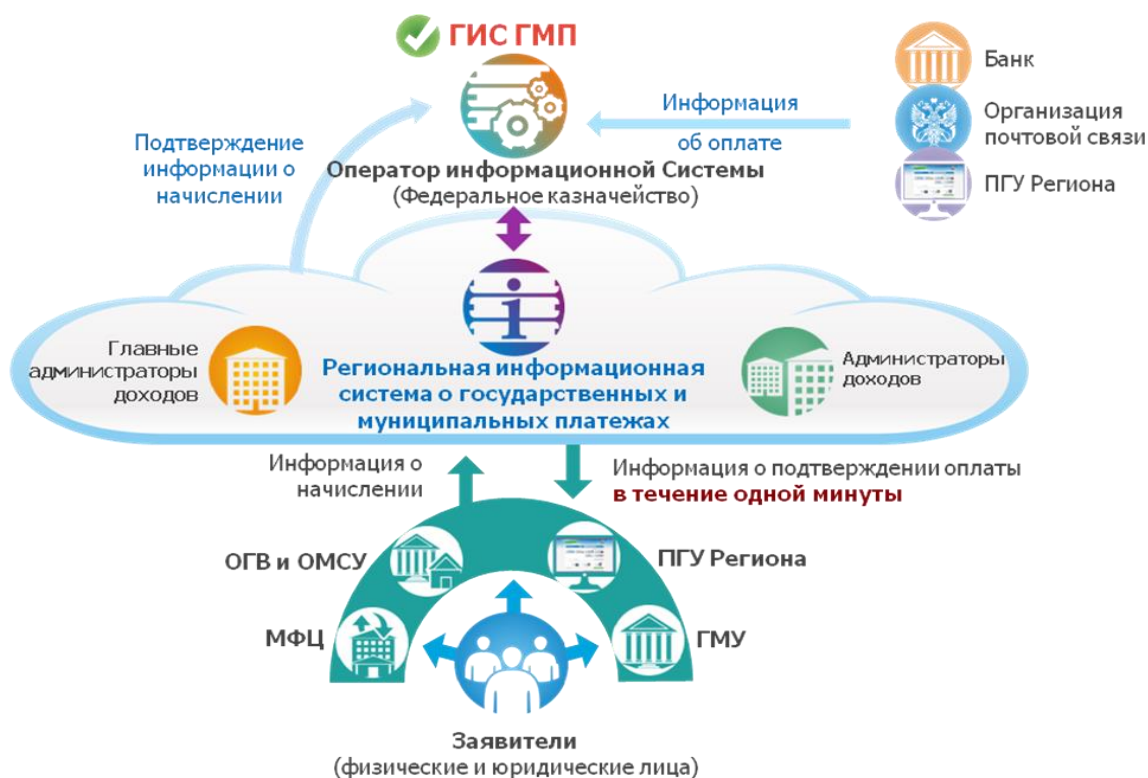 ГИС ГМП
Банк
Организация
почтовой связи
ПГУ Региона
Информация
об оплате
Подтверждение
информации о
начислении
Оператор информационной Системы
(Федеральное казначейство)
Главные
администраторы
доходов
Региональная информационная
система о государственных и
муниципальных платежах
Администраторы
доходов
Информация о
начислении
Информация о подтверждении оплаты
в течение одной минуты
ОГВ и ОМСУ
ПГУ Региона
МФЦ
ГМУ
Заявители
(физические и юридические лица)